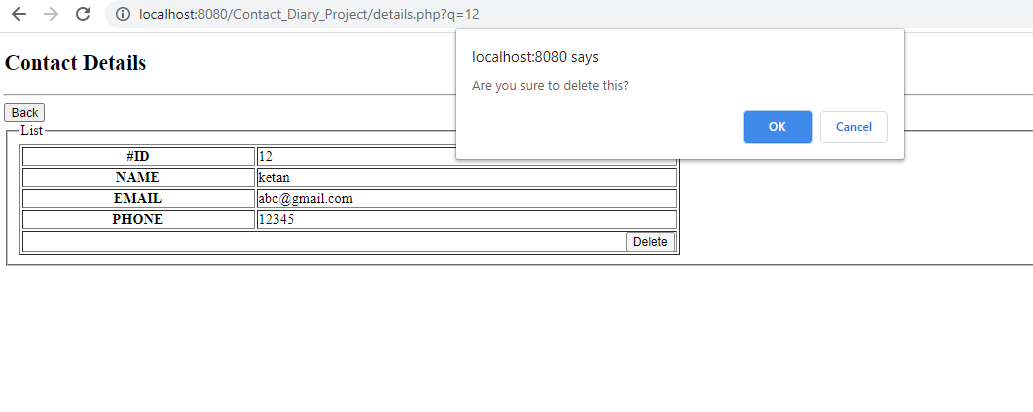 localhost:8080/Contact_Diary_Project/details.php?q=12
Contact Details
localhost:8080 says
Are you sure to delete this?
OK Cancel
Back
List
#ID 12
NAME ketan
EMAIL abc@gmail.com
PHONE 12345
Delete